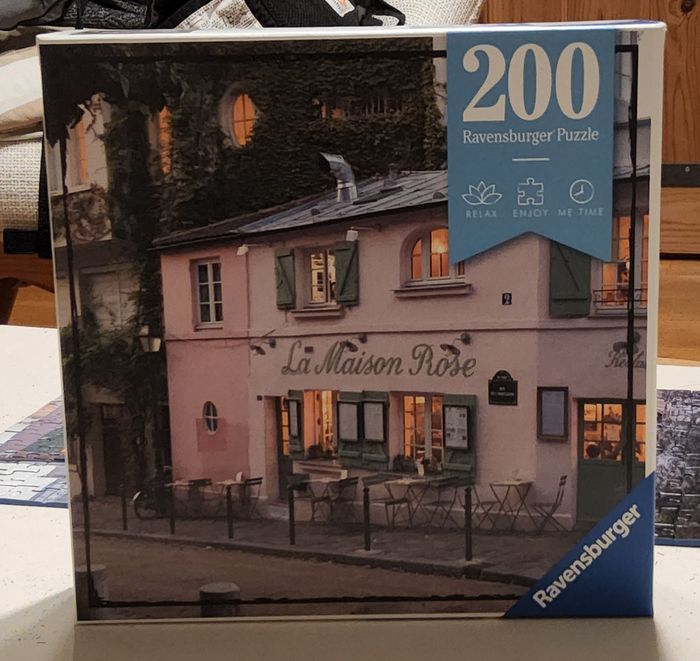 200
Ravensburger® Puzzle
RELAX
ENJOY
ME TIME
2
La Maison Rose
Ravensburger